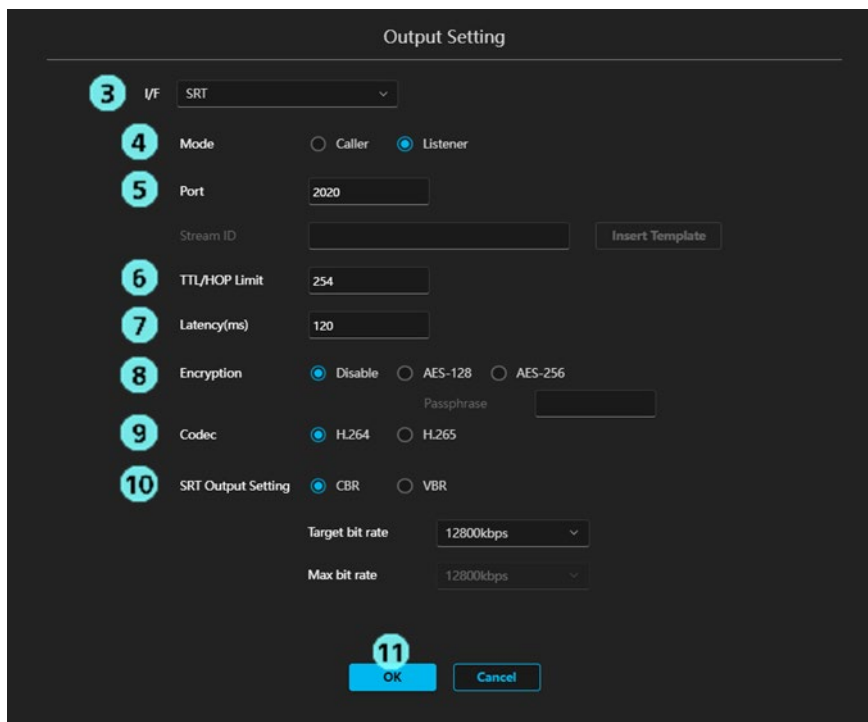 Output Setting
3 I/F SRT
4 Mode Caller Listener
5 Port 2020
Stream ID Insert Template
6 TTL/HOP Limit 254
7 Latency(ms) 120
8 Encryption Disable AES-128 AES-256
Passphrase
9 Codec H.264 H.265
10 SRT Output Setting CBR VBR
Target bit rate 12800kbps
Max bit rate 12800kbps
11
OK Cancel